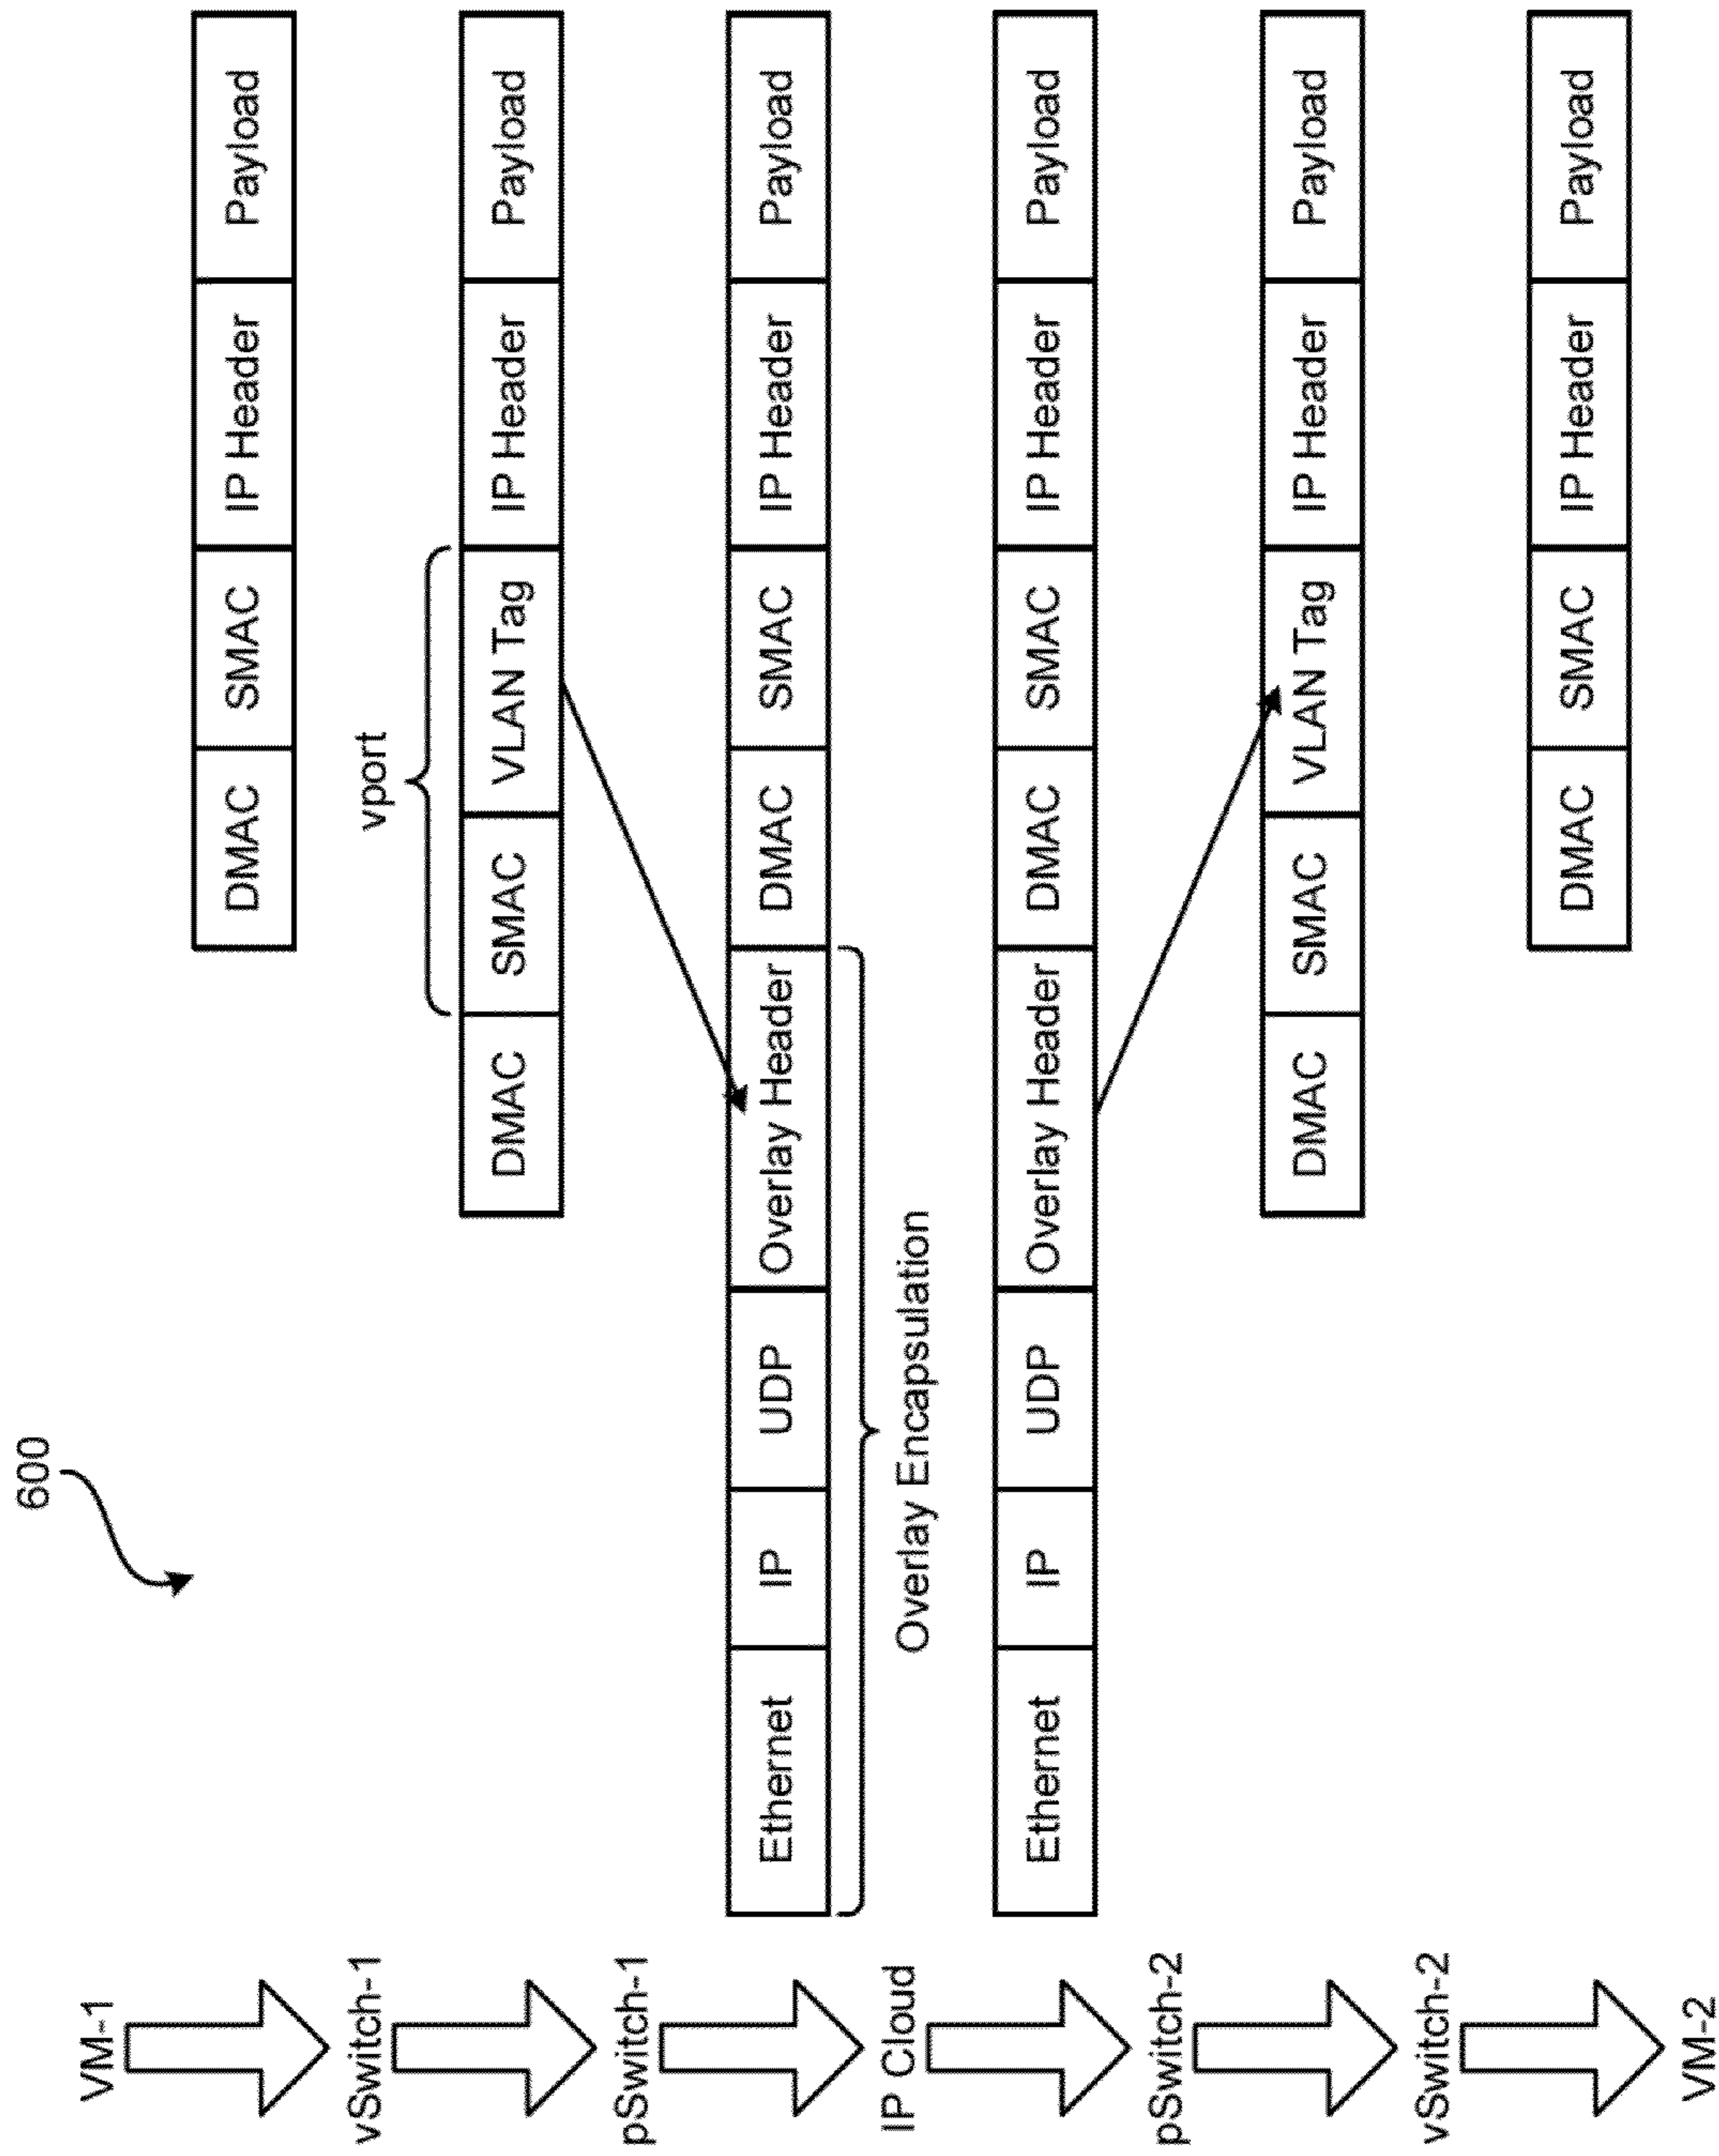 600
VM-1
DMAC SMAC IP Header Payload
vSwitch-1
vport
DMAC SMAC VLAN Tag IP Header Payload
pSwitch-1
Ethernet IP UDP Overlay Header DMAC SMAC IP Header Payload
IP Cloud
Overlay Encapsulation
Ethernet IP UDP Overlay Header DMAC SMAC IP Header Payload
pSwitch-2
DMAC SMAC VLAN Tag IP Header Payload
vSwitch-2
DMAC SMAC IP Header Payload
VM-2